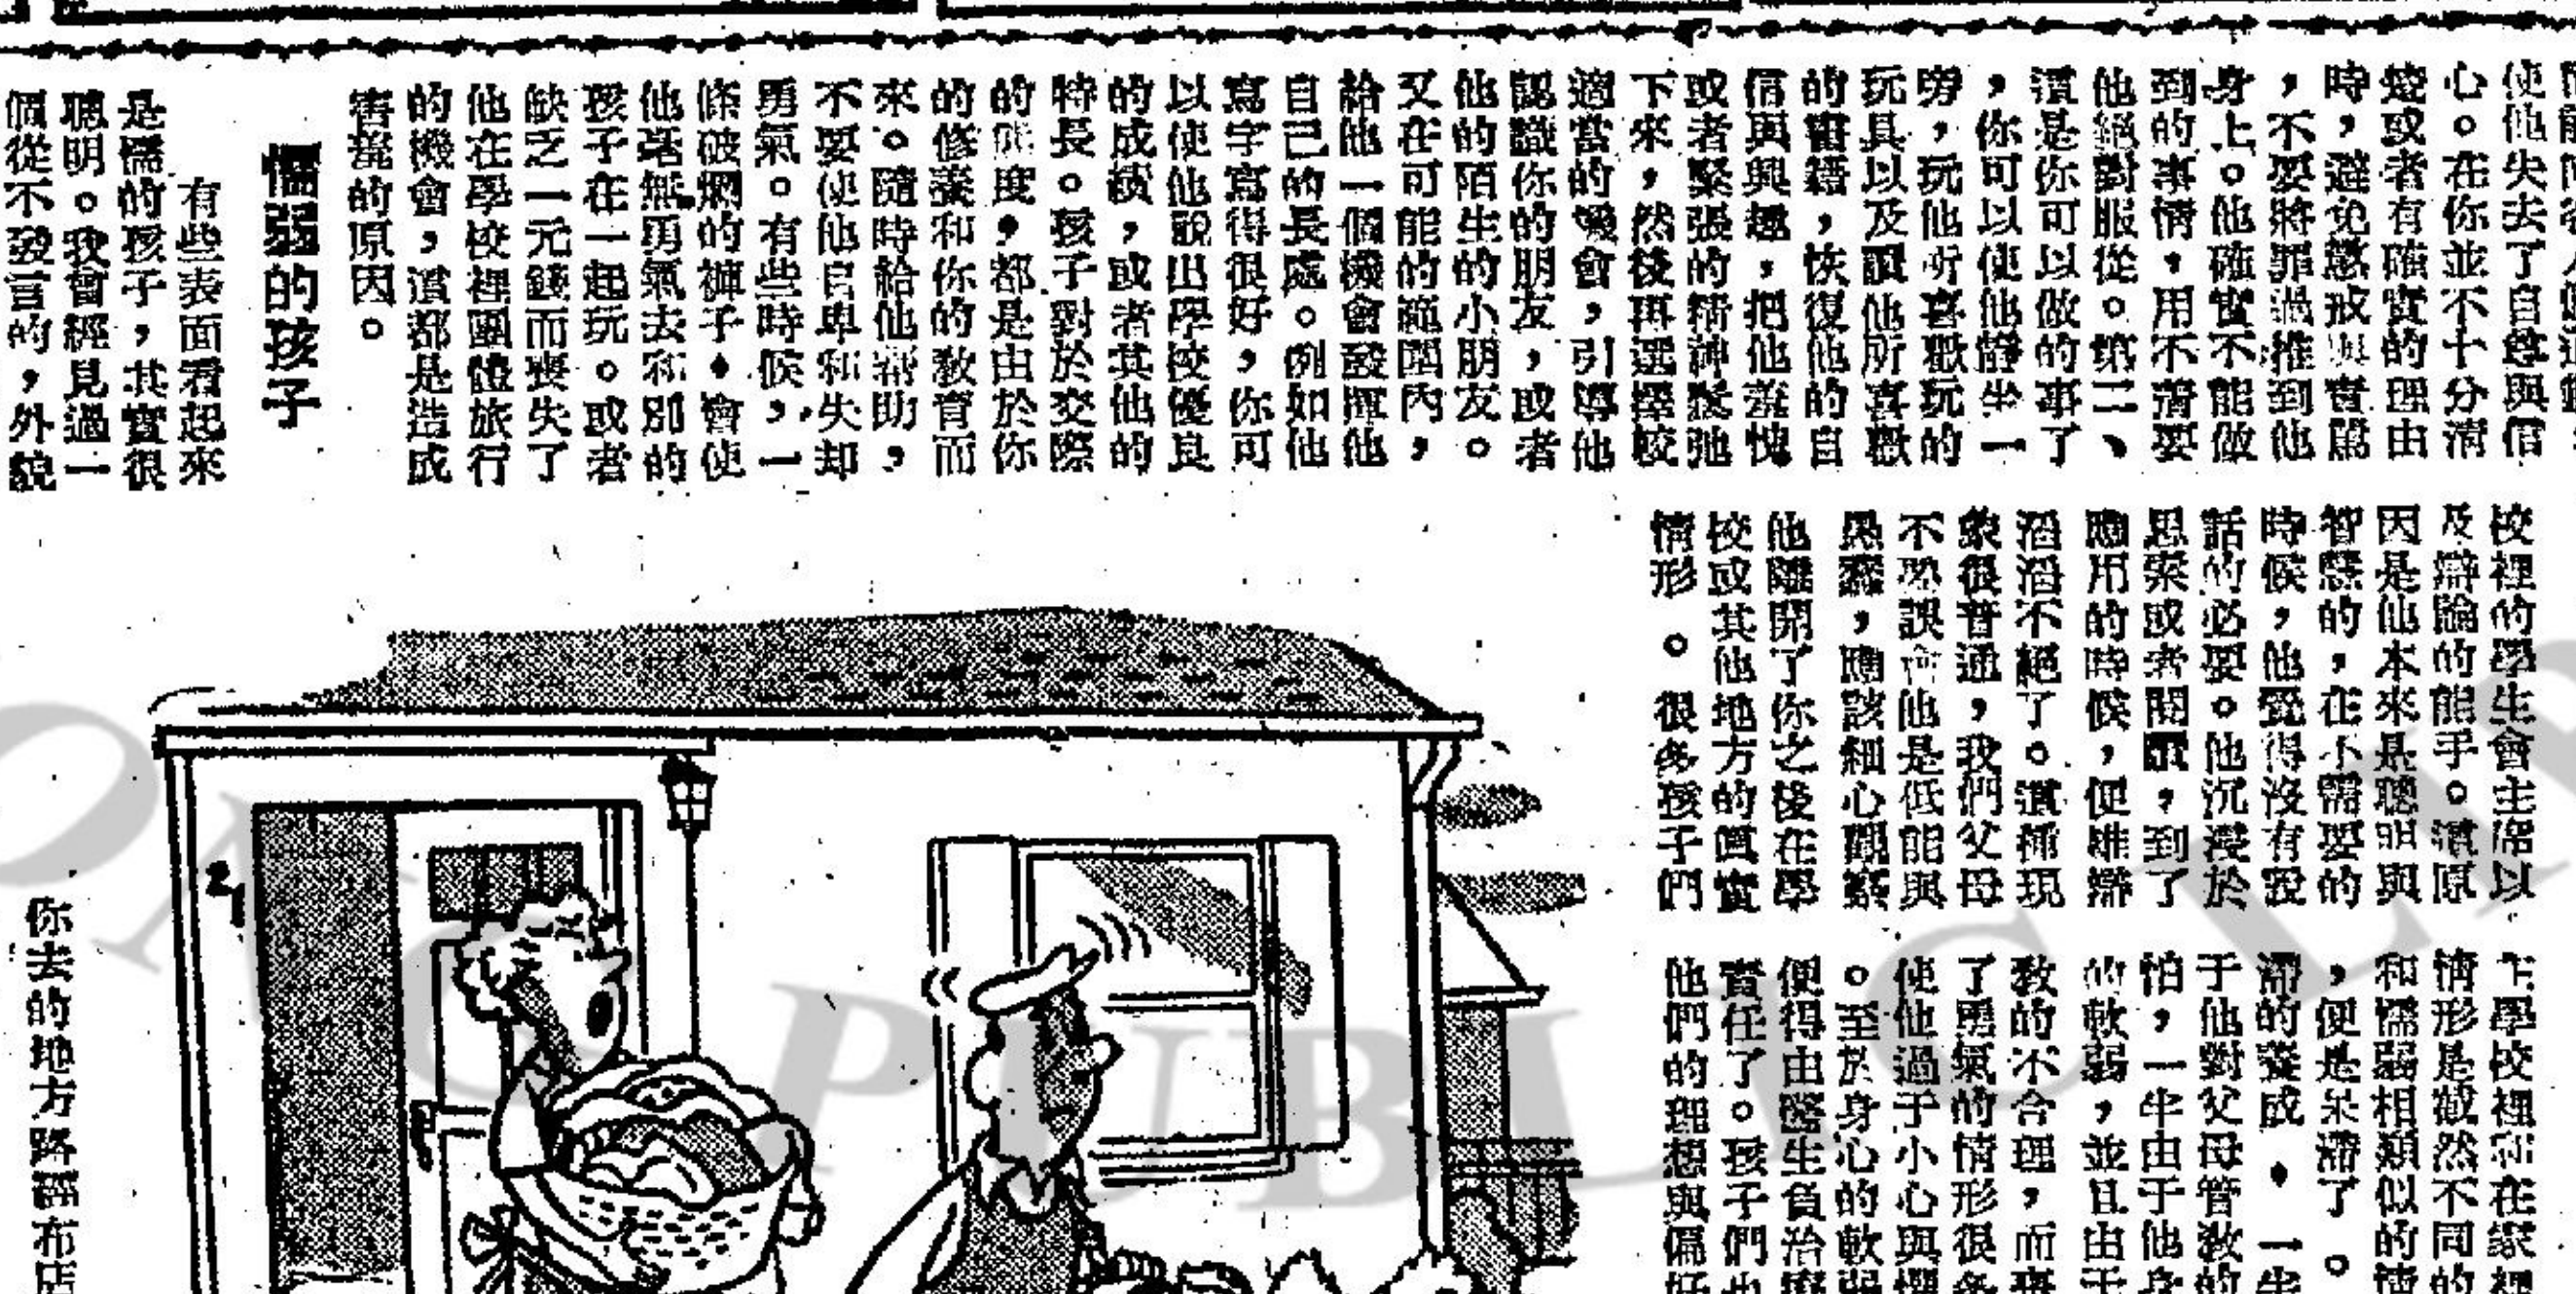 使他失去了自尊與信
心。在你並不十分清
楚或者有確實的理由
時，避免懲戒與責罵
，不要將罪過推到他
身上。他確實不能做
到的事情，用不着要
他絕對服從。第二、
這是你可以做的事了
，你可以使他靜坐一
旁，玩他所喜歡玩的
玩具以及讀他所喜歡
的書籍，恢復他的自
信與興趣，把他羞愧
或者緊張的精神鬆弛
下來，然後再選擇較
適當的機會，引導他
認識你的朋友，或者
他的陌生的小朋友。
又在可能的範圍內，
給他一個機會發揮他
自己的長處。例如他
寫字寫得很好，你可
以使他說出學校優良
的成績，或者其他的
特長。孩子對於交際
的態度，都是由於你
的修養和你的教育而
來。隨時給他幫助，
不要使他自卑和失却
勇氣。有些時候，一
條破爛的褲子，會使
他毫無勇氣去和別的
孩子在一起玩。或者
缺乏一元錢而喪失了
他在學校裡團體旅行
的機會，這都是造成
害羞的原因。
懦弱的孩子
有些表面看起來
是懦的孩子，其實很
聰明。我會經見過一
個從不發言的，外貌
校裡的學生會主席以
及辯論的能手。這原
因是他本來是聰明與
智慧的，在不需要的
時候，他覺得沒有說
話的必要。他沉浸於
思索或者閱讀，到了
應用的時候，便雄辯
滔滔不絕了。這種現
象很普通，我們父母
不恐誤會他是低能與
愚蠢，應該細心觀察
他離開了你之後在學
校或其他地方的真實
情形。很多孩子們
在學校裡和在家裡
情形是截然不同的
和懦弱相類似的情
，便是呆滯了。
滯的養成，一半
于他對父母管教的
怕，一半由于他身
的軟弱，並且由于
教的不合理，而喪
了勇氣的情形很多
使他過于小心與
。至於身心的軟弱
便得由醫生負治療
責任了。孩子們也
他們的理想與偏好
21
你去的地方路經布店